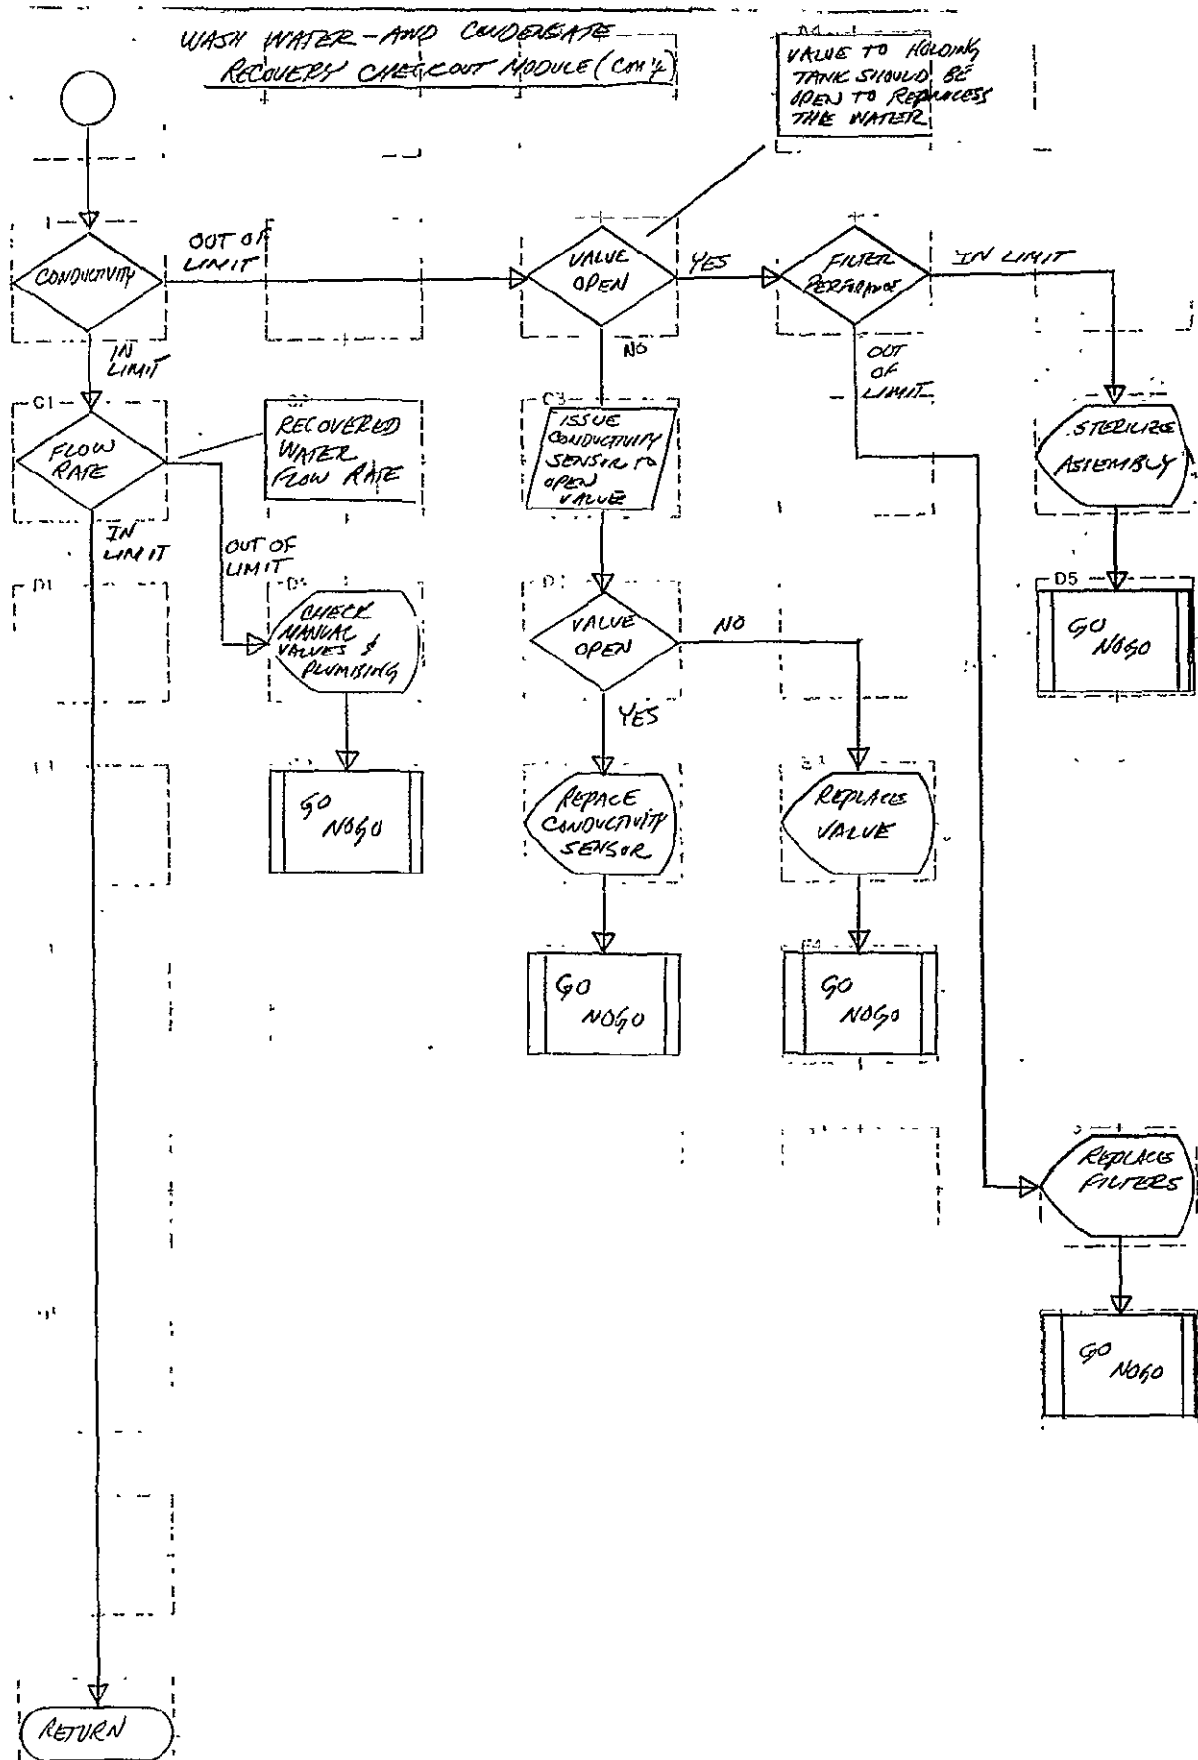 WASH WATER-AND CONDENSATE
RECOVERY CHECKOUT MODULE (CON'T)
VALUE TO HOLDING
TANK SHOULD BE
OPEN TO REPROCESS
THE WATER
CONDUCTIVITY
OUT OF
LIMIT
VALUE
OPEN
YES
FILTER
IN LIMIT
IN
LIMIT
NO
OUT
OF
LIMIT
C1
FLOW
RATE
RECOVERED
WATER
FLOW RATE
C3
ISSUE
CONDUCTIVITY
SENSOR TO
OPEN
VALUE
STERILIZE
ASSEMBLY
IN
LIMIT
OUT OF
LIMIT
D1
CHECK
MANUAL
VALVES &
PLUMBING
VALUE
OPEN
NO
D5
GO
NOGO
YES
GO
NOGO
REPACE
CONDUCTIVITY
SENSOR
REPLACE
VALUE
GO
NOGO
GO
NOGO
REPLACE
FILTERS
GO
NOGO
RETURN